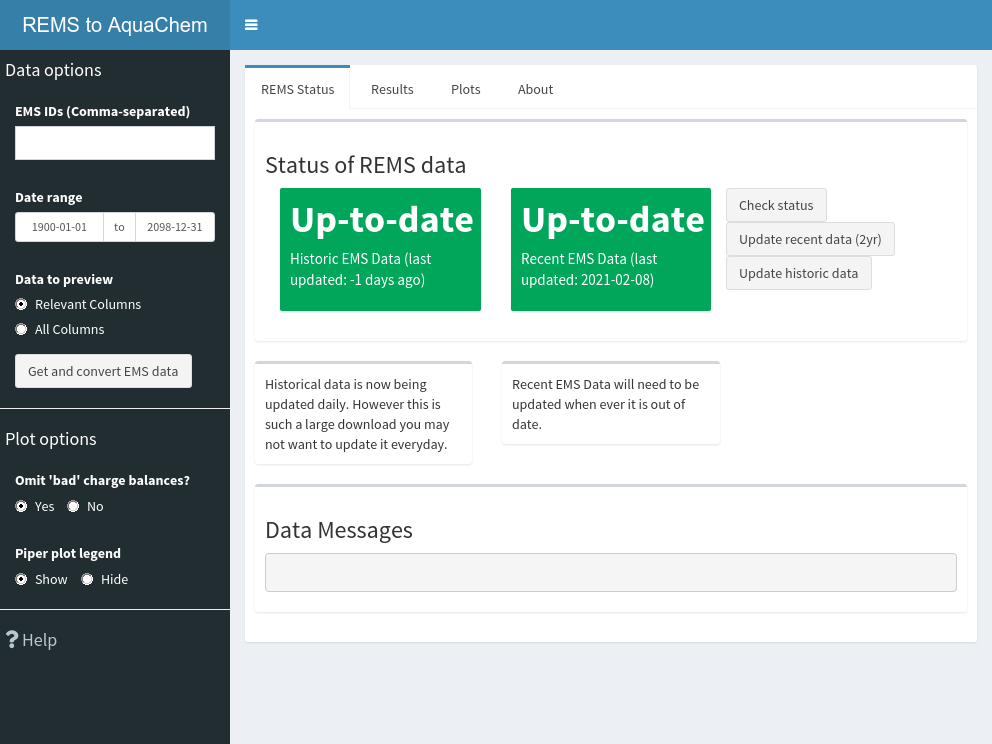 REMS to AquaChem
Data options
EMS IDs (Comma-separated)
Date range
1900-01-01 to 2098-12-31
Data to preview
Relevant Columns
All Columns
Get and convert EMS data
Plot options
Omit 'bad' charge balances?
Yes No
Piper plot legend
Show Hide
? Help
REMS Status Results Plots About
Status of REMS data
Up-to-date
Historic EMS Data (last
updated: -1 days ago)
Up-to-date
Recent EMS Data (last
updated: 2021-02-08)
Check status
Update recent data (2yr)
Update historic data
Historical data is now being
updated daily. However this is
such a large download you may
not want to update it everyday.
Recent EMS Data will need to be
updated when ever it is out of
date.
Data Messages